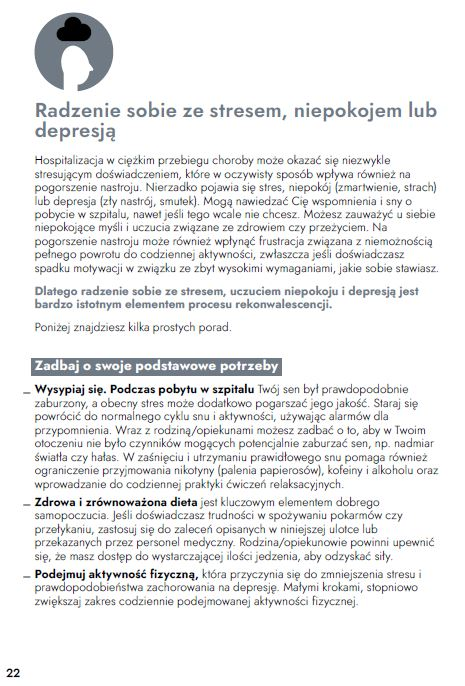 Radzenie sobie ze stresem, niepokojem lub
depresją
Hospitalizacja w ciężkim przebiegu choroby może okazać się niezwykle
stresującym doświadczeniem, które w oczywisty sposób wpływa również na
pogorszenie nastroju. Nierzadko pojawia się stres, niepokój (zmartwienie, strach)
lub depresja (zły nastrój, smutek). Mogą nawiedzać Cię wspomnienia i sny o
pobycie w szpitalu, nawet jeśli tego wcale nie chcesz. Możesz zauważyć u siebie
niepokojące myśli i uczucia związane ze zdrowiem czy przeżyciem. Na
pogorszenie nastroju może również wpłynąć frustracja związana z niemożnością
pełnego powrotu do codziennej aktywności, zwłaszcza jeśli doświadczasz
spadku motywacji w związku ze zbyt wysokimi wymaganiami, jakie sobie stawiasz.
Dlatego radzenie sobie ze stresem, uczuciem niepokoju i depresją jest
bardzo istotnym elementem procesu rekonwalescencji.
Poniżej znajdziesz kilka prostych porad.
Zadbaj o swoje podstawowe potrzeby
– Wysypiaj się. Podczas pobytu w szpitalu Twój sen był prawdopodobnie
zaburzony, a obecny stres może dodatkowo pogarszać jego jakość. Staraj się
powrócić do normalnego cyklu snu i aktywności, używając alarmów dla
przypomnienia. Wraz z rodziną/opiekunami możesz zadbać o to, aby w Twoim
otoczeniu nie było czynników mogących potencjalnie zaburzać sen, np. nadmiar
światła czy hałas. W zaśnięciu i utrzymaniu prawidłowego snu pomaga również
ograniczenie przyjmowania nikotyny (palenia papierosów), kofeiny i alkoholu oraz
wprowadzanie do codziennej praktyki ćwiczeń relaksacyjnych.
– Zdrowa i zrównoważona dieta jest kluczowym elementem dobrego
samopoczucia. Jeśli doświadczasz trudności w spożywaniu pokarmów czy
przełykaniu, zastosuj się do zaleceń opisanych w niniejszej ulotce lub
przekazanych przez personel medyczny. Rodzina/opiekunowie powinni upewnić
się, że masz dostęp do wystarczającej ilości jedzenia, aby odzyskać siły.
– Podejmuj aktywność fizyczną, która przyczynia się do zmniejszenia stresu i
prawdopodobieństwa zachorowania na depresję. Małymi krokami, stopniowo
zwiększaj zakres codziennie podejmowanej aktywności fizycznej.
22